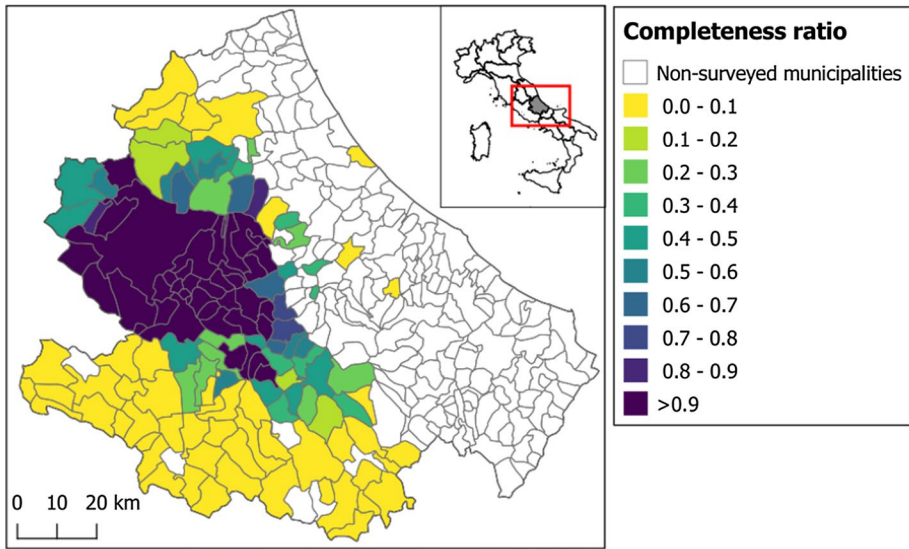 Completeness ratio
Non-surveyed municipalities
0.0 - 0.1
0.1 - 0.2
0.2 - 0.3
0.3 - 0.4
0.4 - 0.5
0.5 - 0.6
0.6 - 0.7
0.7 - 0.8
0.8 - 0.9
>0.9
0 10 20 km